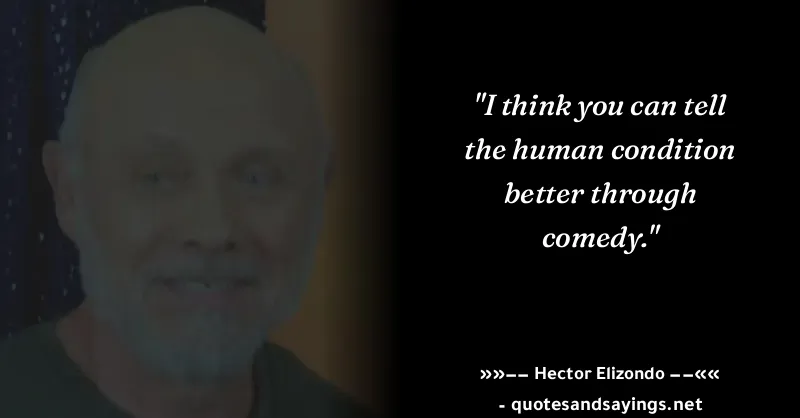 "I think you can tell
the human condition
better through
comedy."
»»–– Hector Elizondo ––««
- quotesandsayings.net